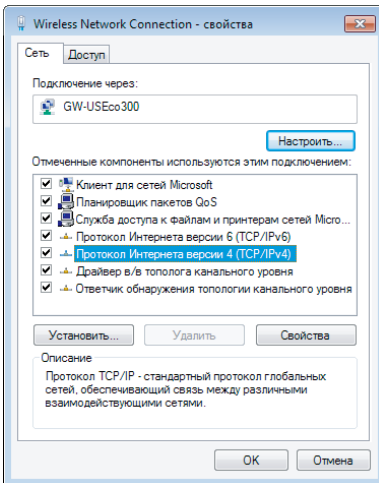 Wireless Network Connection - свойства
Сеть
Доступ
Подключение через:
GW-USEco300
Настроить...
Отмеченные компоненты используются этим подключением:
Клиент для сетей Microsoft
Планировщик пакетов QoS
Служба доступа к файлам и принтерам сетей Micro...
Протокол Интернета версии 6 (TCP/IPv6)
Протокол Интернета версии 4 (TCP/IPv4)
Драйвер в/в тополога канального уровня
Ответчик обнаружения топологии канального уровня
Установить...
Удалить
Свойства
Описание
Протокол TCP/IP - стандартный протокол глобальных
сетей, обеспечивающий связь между различными
взаимодействующими сетями.
OK
Отмена